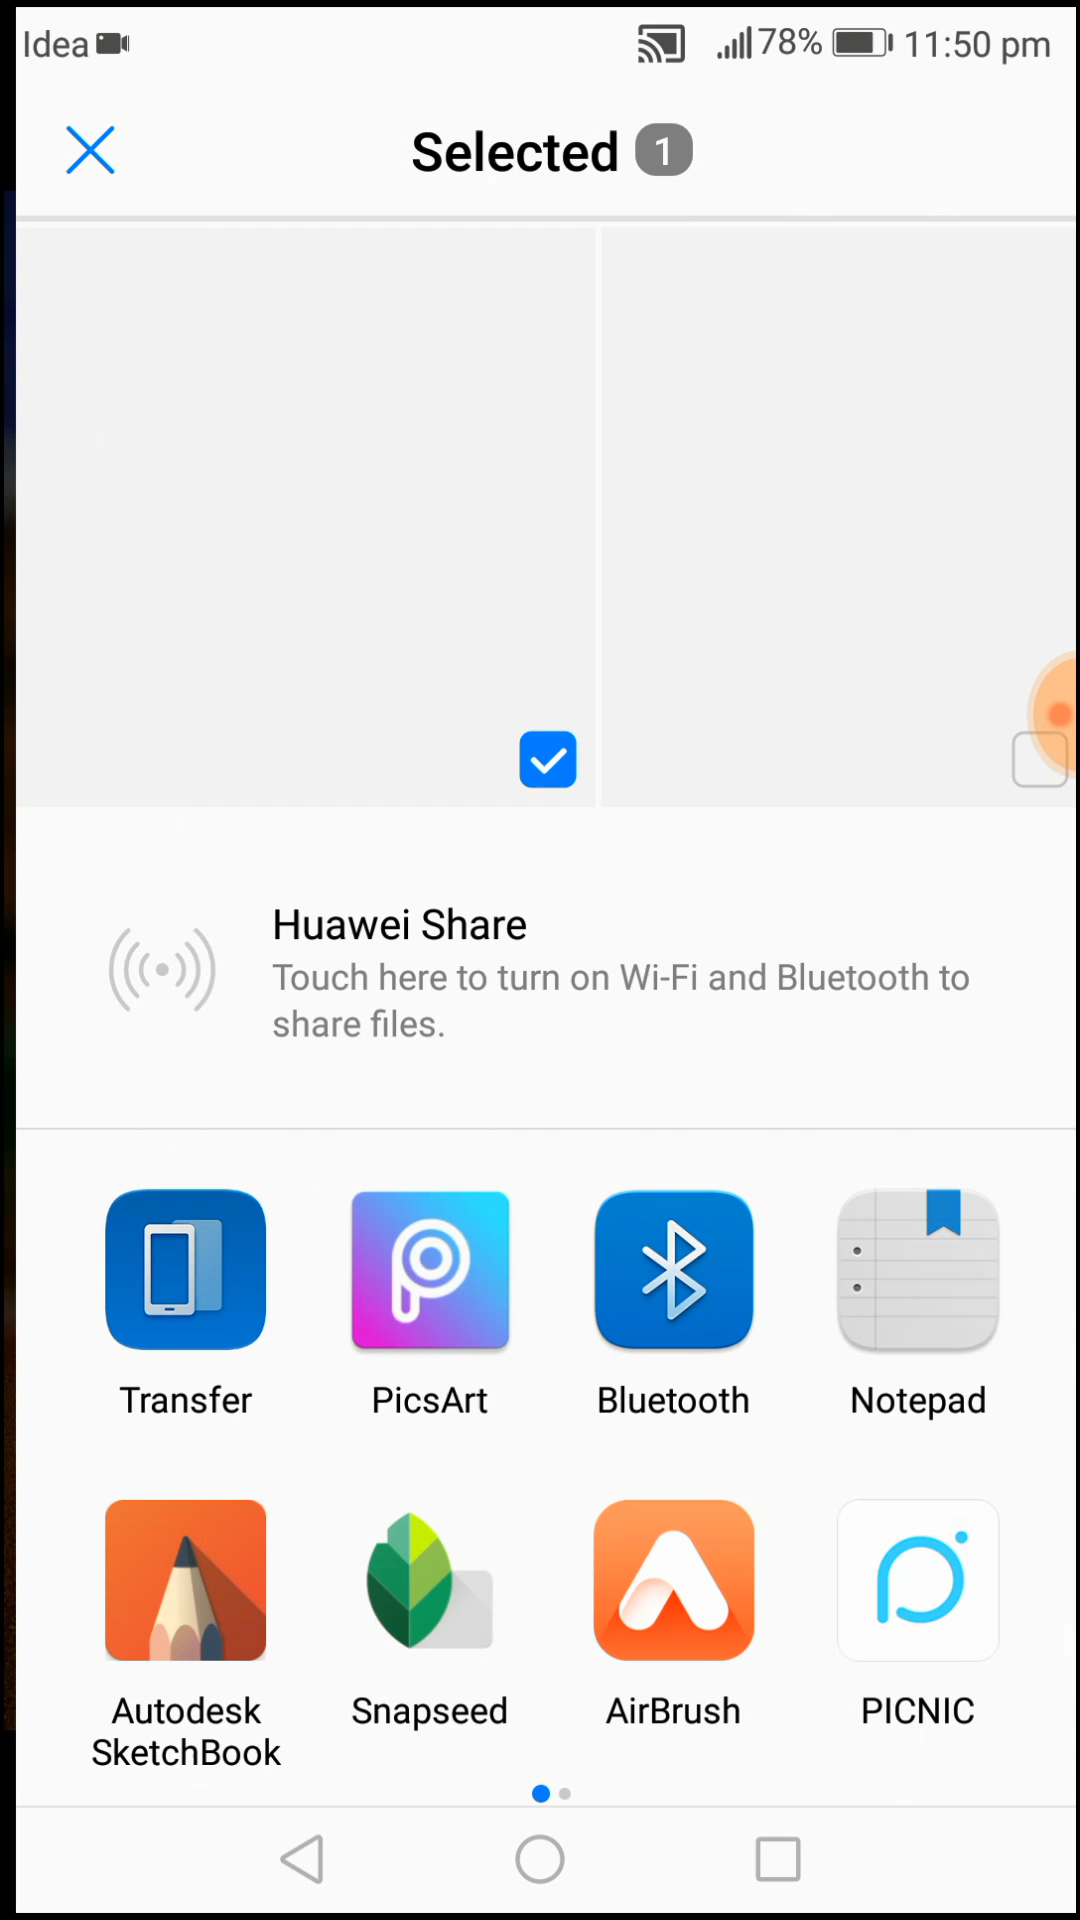 Idea 78% 11:50 pm
Selected 1
Huawei Share
Touch here to turn on Wi-Fi and Bluetooth to
share files.
Transfer PicsArt Bluetooth Notepad
Autodesk SketchBook Snapseed AirBrush PICNIC